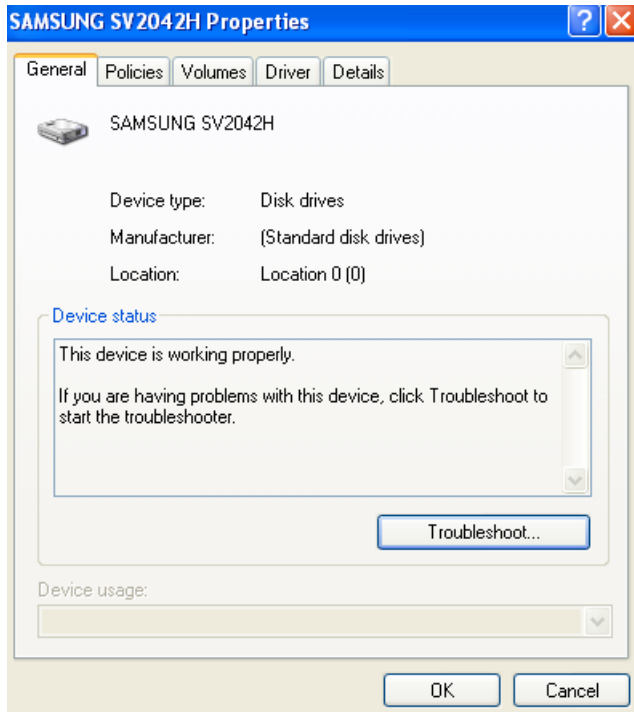 SAMSUNG SV2042H Properties
General Policies Volumes Driver Details
SAMSUNG SV2042H
Device type: Disk drives
Manufacturer: (Standard disk drives)
Location: Location 0 (0)
Device status
This device is working properly.
If you are having problems with this device, click Troubleshoot to
start the troubleshooter.
Troubleshoot...
Device usage:
OK Cancel